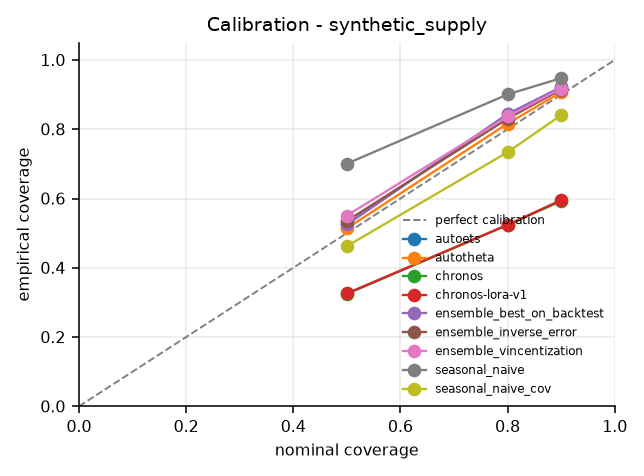 Calibration - synthetic_supply
1.0
0.8
0.6
0.4
0.2
0.0
empirical coverage
perfect calibration
autoets
autotheta
chronos
chronos-lora-v1
ensemble_best_on_backtest
ensemble_inverse_error
ensemble_vincentization
seasonal_naive
seasonal_naive_cov
0.0 0.2 0.4 0.6 0.8 1.0
nominal coverage